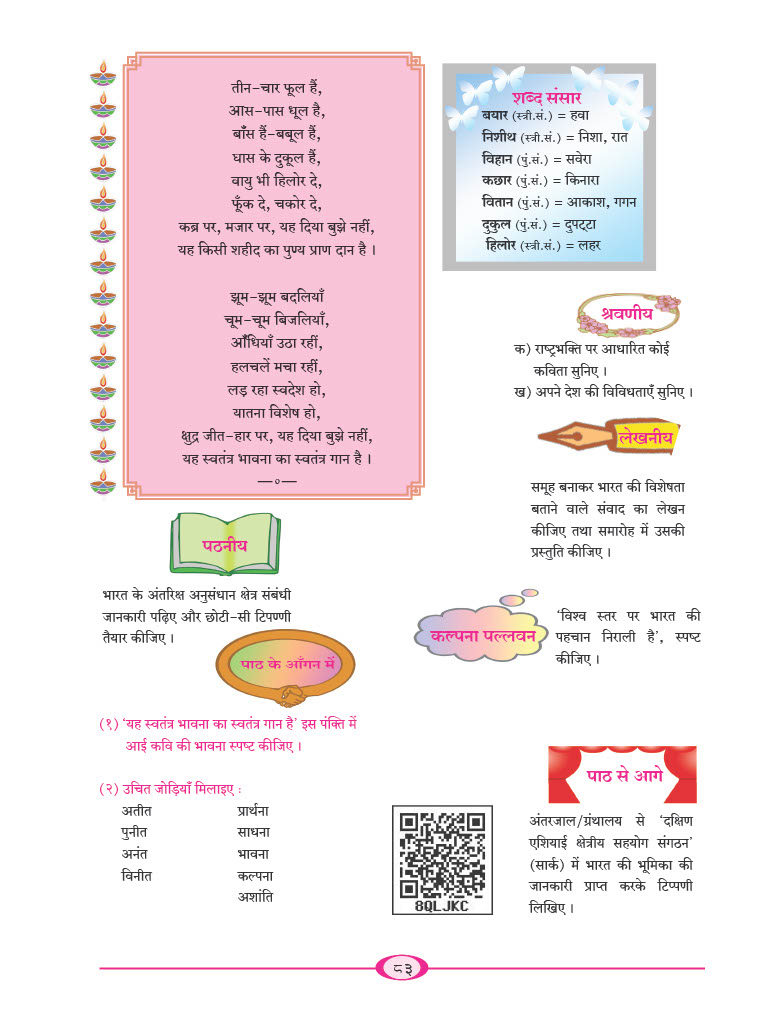 तीन-चार फूल हैं,
आस-पास धूल है,
बाँस हैं-बबूल हैं,
घास के दुकूल हैं,
वायु भी हिलोर दे,
फूँक दे, चकोर दे,
कब्र पर, मजार पर, यह दिया बुझे नहीं,
यह किसी शहीद का पुण्य प्राण दान है ।
झूम-झूम बदलियाँ
चूम-चूम बिजलियाँ,
आँधियाँ उठा रहीं,
हलचलें मचा रहीं,
लड़ रहा स्वदेश हो,
यातना विशेष हो,
क्षुद्र जीत-हार पर, यह दिया बुझे नहीं,
यह स्वतंत्र भावना का स्वतंत्र गान है ।
—०—
शब्द संसार
बयार (स्त्री.सं.) = हवा
निशीथ (स्त्री.सं.) = निशा, रात
विहान (पुं.सं.) = सवेरा
कछार (पुं.सं.) = किनारा
वितान (पुं.सं.) = आकाश, गगन
दुकुल (पुं.सं.) = दुपट्टा
हिलोर (स्त्री.सं.) = लहर
श्रवणीय
क) राष्ट्रभक्ति पर आधारित कोई
कविता सुनिए ।
ख) अपने देश की विविधताएँ सुनिए ।
लेखनीय
समूह बनाकर भारत की विशेषता
बताने वाले संवाद का लेखन
कीजिए तथा समारोह में उसकी
प्रस्तुति कीजिए ।
पठनीय
भारत के अंतरिक्ष अनुसंधान क्षेत्र संबंधी
जानकारी पढ़िए और छोटी-सी टिपण्णी
तैयार कीजिए ।
कल्पना पल्लवन
‘विश्व स्तर पर भारत की
पहचान निराली है’, स्पष्ट
कीजिए ।
पाठ के आँगन में
(१) ‘यह स्वतंत्र भावना का स्वतंत्र गान है’ इस पंक्ति में
आई कवि की भावना स्पष्ट कीजिए ।
(२) उचित जोड़ियाँ मिलाइए :
अतीत प्रार्थना
पुनीत साधना
अनंत भावना
विनीत कल्पना
अशांति
8QLJKC
पाठ से आगे
अंतरजाल/ग्रंथालय से ‘दक्षिण
एशियाई क्षेत्रीय सहयोग संगठन’
(सार्क) में भारत की भूमिका की
जानकारी प्राप्त करके टिप्पणी
लिखिए ।
८३